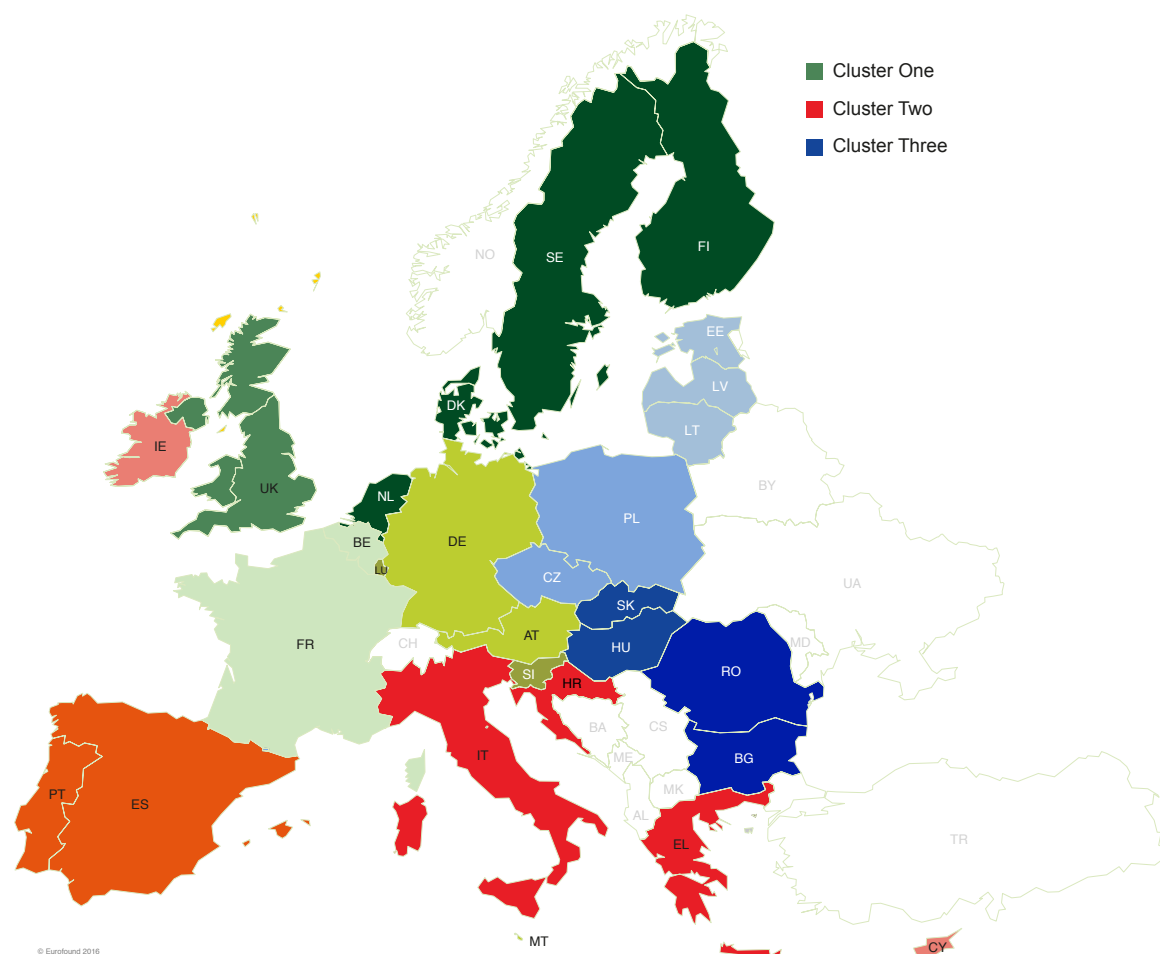 Cluster One
Cluster Two
Cluster Three
NO
SE
FI
EE
LV
LT
DK
IE
UK
NL
BE
LU
DE
PL
BY
CZ
UA
SK
AT
HU
FR
CH
SI
HR
RO
MD
BA
CS
ME
IT
BG
MK
AL
PT
ES
EL
TR
MT
CY
© Eurofound 2016